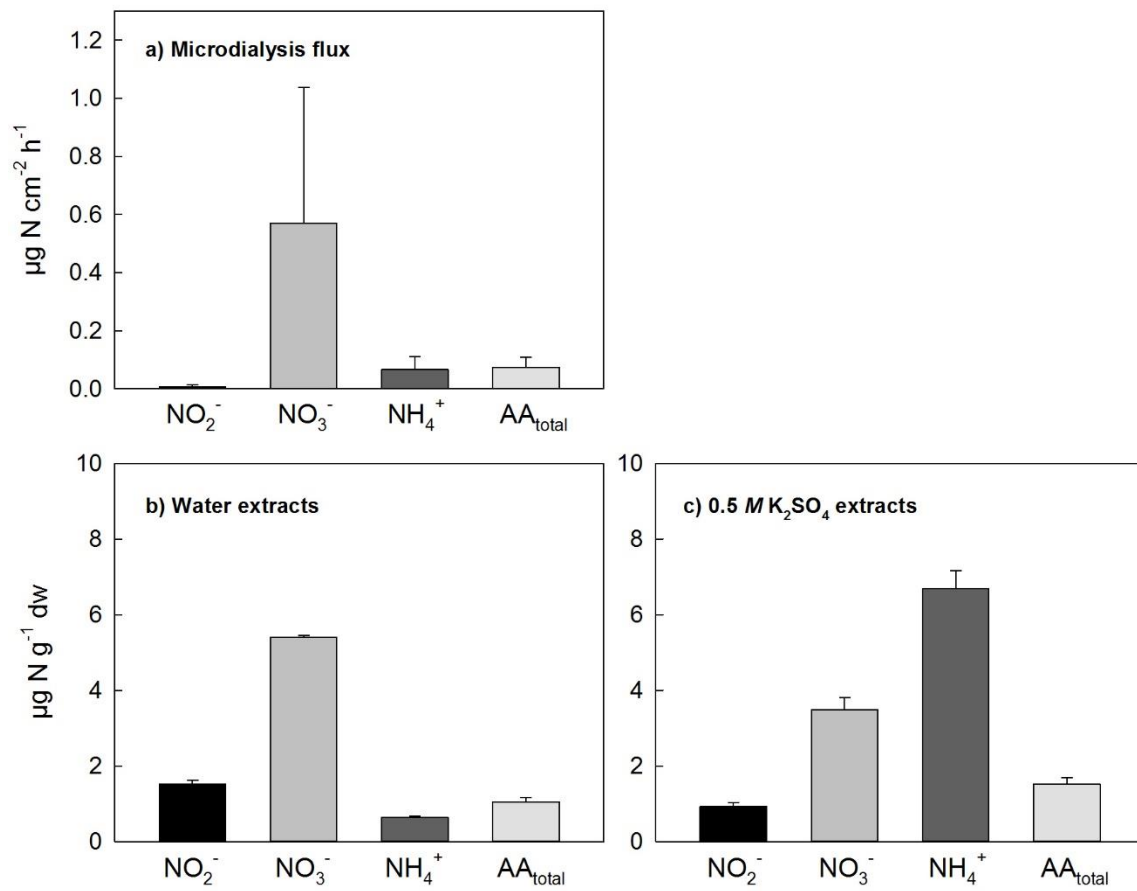 a) Microdialysis flux
µg N cm⁻² h⁻¹
1.2
1.0
0.8
0.6
0.4
0.2
0.0
NO₂⁻ NO₃⁻ NH₄⁺ AAtotal
b) Water extracts
µg N g⁻¹ dw
10
8
6
4
2
0
NO₂⁻ NO₃⁻ NH₄⁺ AAtotal
c) 0.5 M K₂SO₄ extracts
10
8
6
4
2
0
NO₂⁻ NO₃⁻ NH₄⁺ AAtotal